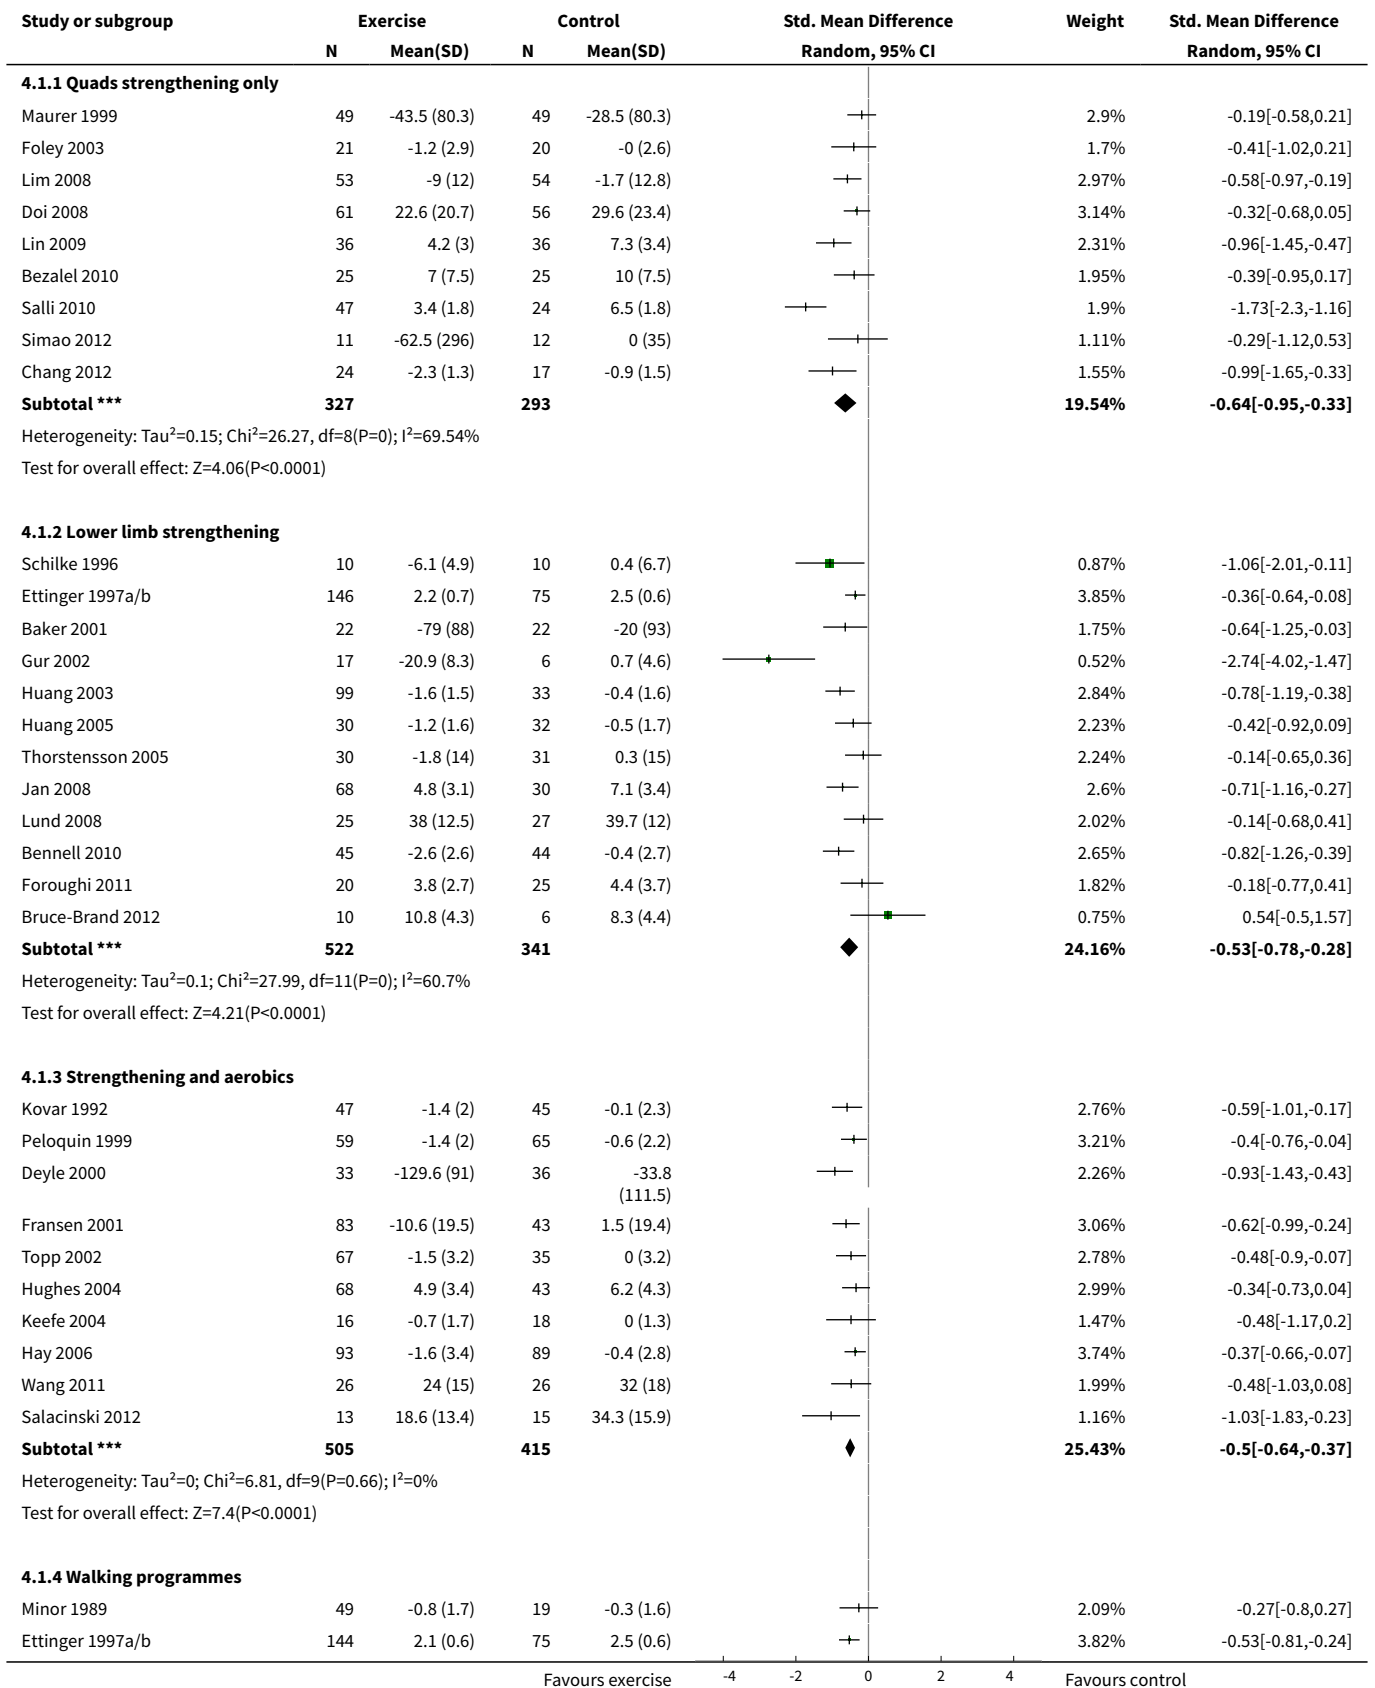 Study or subgroup Exercise Control Std. Mean Difference Weight Std. Mean Difference
N Mean(SD) N Mean(SD) Random, 95% CI Random, 95% CI
4.1.1 Quads strengthening only
Maurer 1999 49 -43.5 (80.3) 49 -28.5 (80.3) 2.9% -0.19[-0.58,0.21]
Foley 2003 21 -1.2 (2.9) 20 -0 (2.6) 1.7% -0.41[-1.02,0.21]
Lim 2008 53 -9 (12) 54 -1.7 (12.8) 2.97% -0.58[-0.97,-0.19]
Doi 2008 61 22.6 (20.7) 56 29.6 (23.4) 3.14% -0.32[-0.68,0.05]
Lin 2009 36 4.2 (3) 36 7.3 (3.4) 2.31% -0.96[-1.45,-0.47]
Bezalel 2010 25 7 (7.5) 25 10 (7.5) 1.95% -0.39[-0.95,0.17]
Salli 2010 47 3.4 (1.8) 24 6.5 (1.8) 1.9% -1.73[-2.3,-1.16]
Simao 2012 11 -62.5 (296) 12 0 (35) 1.11% -0.29[-1.12,0.53]
Chang 2012 24 -2.3 (1.3) 17 -0.9 (1.5) 1.55% -0.99[-1.65,-0.33]
Subtotal *** 327 293 19.54% -0.64[-0.95,-0.33]
Heterogeneity: Tau²=0.15; Chi²=26.27, df=8(P=0); I²=69.54%
Test for overall effect: Z=4.06(P<0.0001)
4.1.2 Lower limb strengthening
Schilke 1996 10 -6.1 (4.9) 10 0.4 (6.7) 0.87% -1.06[-2.01,-0.11]
Ettinger 1997a/b 146 2.2 (0.7) 75 2.5 (0.6) 3.85% -0.36[-0.64,-0.08]
Baker 2001 22 -79 (88) 22 -20 (93) 1.75% -0.64[-1.25,-0.03]
Gur 2002 17 -20.9 (8.3) 6 0.7 (4.6) 0.52% -2.74[-4.02,-1.47]
Huang 2003 99 -1.6 (1.5) 33 -0.4 (1.6) 2.84% -0.78[-1.19,-0.38]
Huang 2005 30 -1.2 (1.6) 32 -0.5 (1.7) 2.23% -0.42[-0.92,0.09]
Thorstensson 2005 30 -1.8 (14) 31 0.3 (15) 2.24% -0.14[-0.65,0.36]
Jan 2008 68 4.8 (3.1) 30 7.1 (3.4) 2.6% -0.71[-1.16,-0.27]
Lund 2008 25 38 (12.5) 27 39.7 (12) 2.02% -0.14[-0.68,0.41]
Bennell 2010 45 -2.6 (2.6) 44 -0.4 (2.7) 2.65% -0.82[-1.26,-0.39]
Foroughi 2011 20 3.8 (2.7) 25 4.4 (3.7) 1.82% -0.18[-0.77,0.41]
Bruce-Brand 2012 10 10.8 (4.3) 6 8.3 (4.4) 0.75% 0.54[-0.5,1.57]
Subtotal *** 522 341 24.16% -0.53[-0.78,-0.28]
Heterogeneity: Tau²=0.1; Chi²=27.99, df=11(P=0); I²=60.7%
Test for overall effect: Z=4.21(P<0.0001)
4.1.3 Strengthening and aerobics
Kovar 1992 47 -1.4 (2) 45 -0.1 (2.3) 2.76% -0.59[-1.01,-0.17]
Peloquin 1999 59 -1.4 (2) 65 -0.6 (2.2) 3.21% -0.4[-0.76,-0.04]
Deyle 2000 33 -129.6 (91) 36 -33.8 2.26% -0.93[-1.43,-0.43]
(111.5)
Fransen 2001 83 -10.6 (19.5) 43 1.5 (19.4) 3.06% -0.62[-0.99,-0.24]
Topp 2002 67 -1.5 (3.2) 35 0 (3.2) 2.78% -0.48[-0.9,-0.07]
Hughes 2004 68 4.9 (3.4) 43 6.2 (4.3) 2.99% -0.34[-0.73,0.04]
Keefe 2004 16 -0.7 (1.7) 18 0 (1.3) 1.47% -0.48[-1.17,0.2]
Hay 2006 93 -1.6 (3.4) 89 -0.4 (2.8) 3.74% -0.37[-0.66,-0.07]
Wang 2011 26 24 (15) 26 32 (18) 1.99% -0.48[-1.03,0.08]
Salacinski 2012 13 18.6 (13.4) 15 34.3 (15.9) 1.16% -1.03[-1.83,-0.23]
Subtotal *** 505 415 25.43% -0.5[-0.64,-0.37]
Heterogeneity: Tau²=0; Chi²=6.81, df=9(P=0.66); I²=0%
Test for overall effect: Z=7.4(P<0.0001)
4.1.4 Walking programmes
Minor 1989 49 -0.8 (1.7) 19 -0.3 (1.6) 2.09% -0.27[-0.8,0.27]
Ettinger 1997a/b 144 2.1 (0.6) 75 2.5 (0.6) 3.82% -0.53[-0.81,-0.24]
Favours exercise -4 -2 0 2 4 Favours control